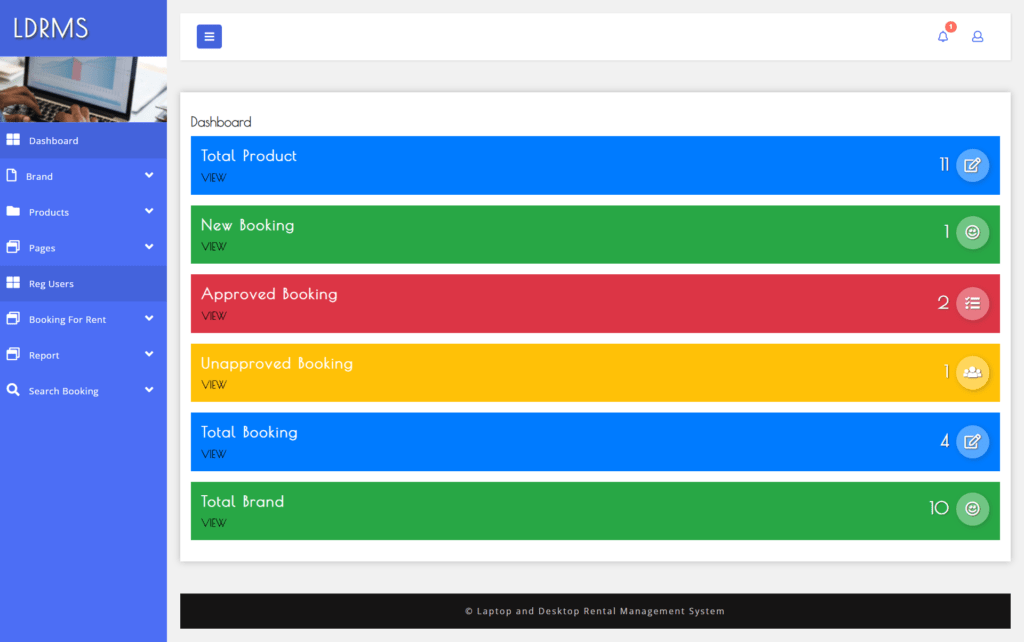 LDRMS
1
Dashboard
Brand
Products
Pages
Reg Users
Booking For Rent
Report
Search Booking
Dashboard
Total Product
VIEW
11
New Booking
VIEW
1
Approved Booking
VIEW
2
Unapproved Booking
VIEW
1
Total Booking
VIEW
4
Total Brand
VIEW
10
© Laptop and Desktop Rental Management System